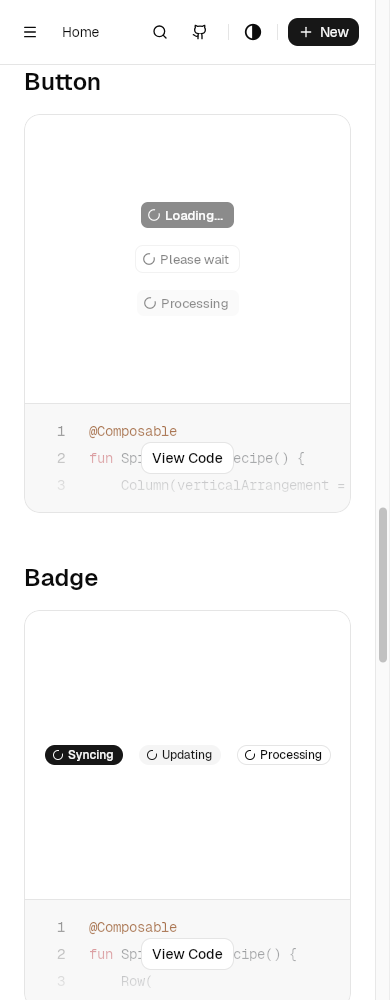 Home
New
Button
Loading...
Please wait
Processing
1 @Composable
2 fun Spi View Code ecipe() {
3 Column(verticalArrangement =
Badge
Syncing Updating Processing
1 @Composable
2 fun Spi View Code cipe() {
3 Row(